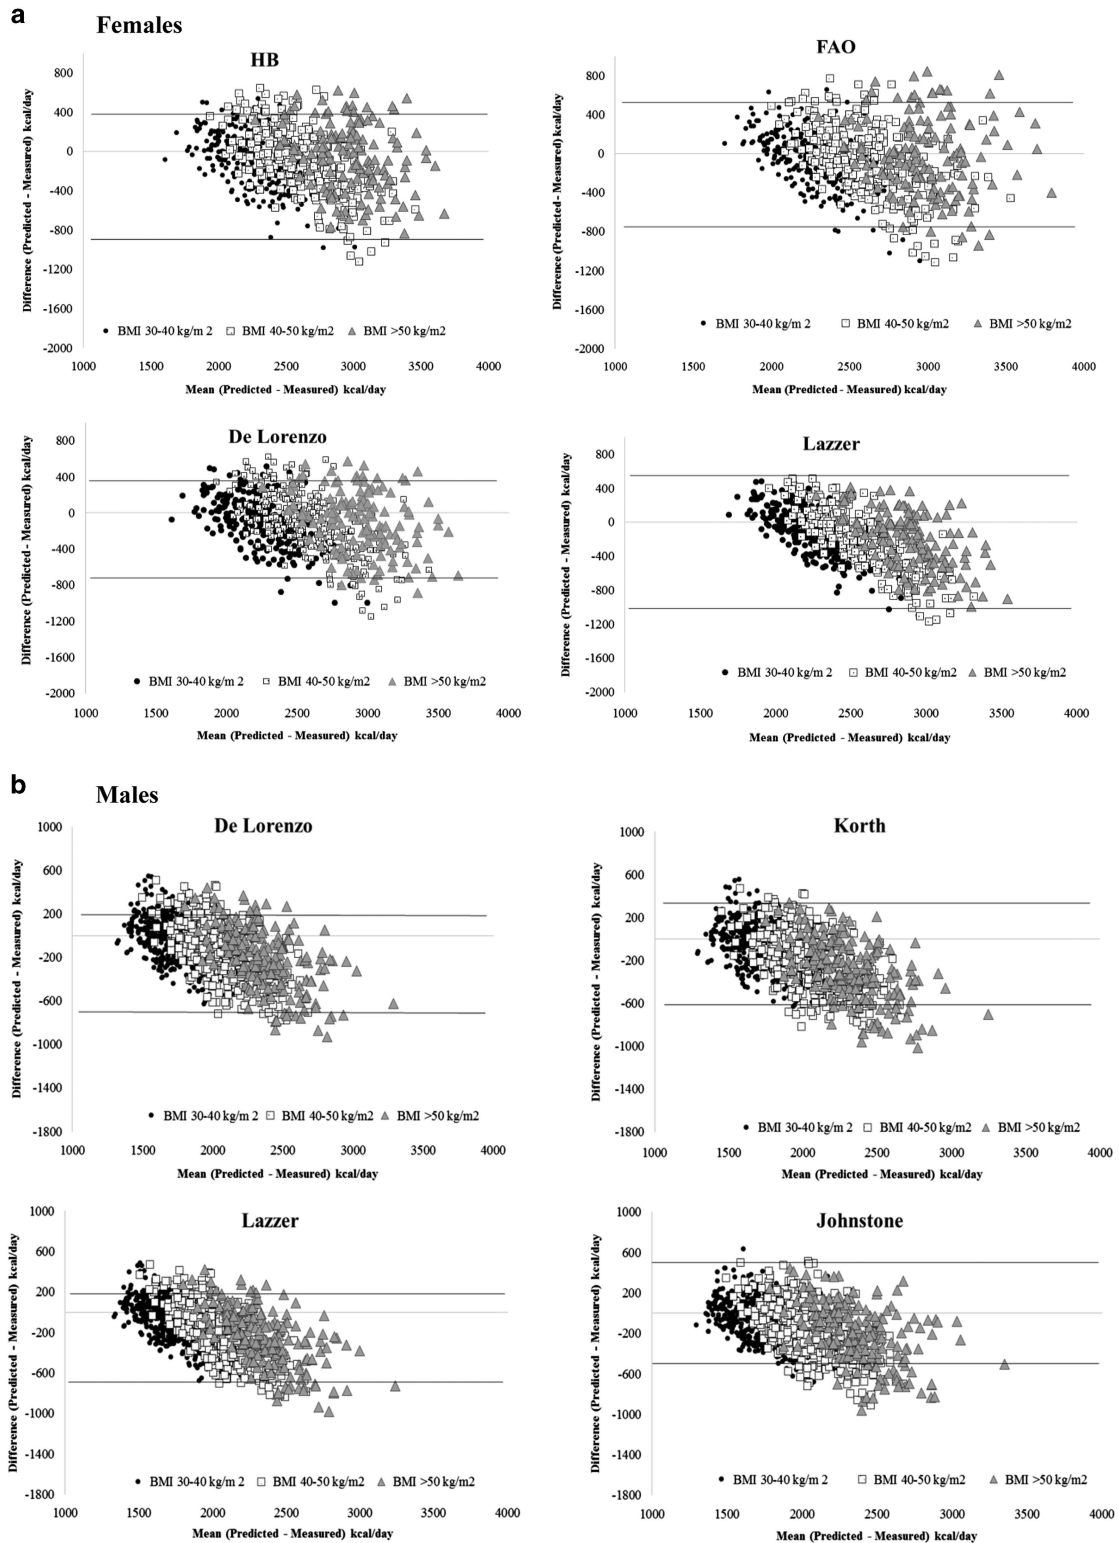 a
Females
HB
Difference (Predicted - Measured) kcal/day
800
400
0
-400
-800
-1200
-1600
-2000
BMI 30-40 kg/m 2 BMI 40-50 kg/m2 BMI >50 kg/m2
1000 1500 2000 2500 3000 3500 4000
Mean (Predicted - Measured) kcal/day
FAO
Difference (Predicted - Measured) kcal/day
800
400
0
-400
-800
-1200
-1600
-2000
BMI 30-40 kg/m 2 BMI 40-50 kg/m2 BMI >50 kg/m2
1000 1500 2000 2500 3000 3500 4000
Mean (Predicted - Measured) kcal/day
De Lorenzo
Difference (Predicted - Measured) kcal/day
800
400
0
-400
-800
-1200
-1600
-2000
BMI 30-40 kg/m 2 BMI 40-50 kg/m2 BMI >50 kg/m2
1000 1500 2000 2500 3000 3500 4000
Mean (Predicted - Measured) kcal/day
Lazzer
Difference (Predicted - Measured) kcal/day
800
400
0
-400
-800
-1200
-1600
-2000
BMI 30-40 kg/m 2 BMI 40-50 kg/m2 BMI >50 kg/m2
1000 1500 2000 2500 3000 3500 4000
Mean (Predicted - Measured) kcal/day
b
Males
De Lorenzo
Difference (Predicted - Measured) kcal/day
1000
600
200
-200
-600
-1000
-1400
-1800
BMI 30-40 kg/m 2 BMI 40-50 kg/m2 BMI >50 kg/m2
1000 1500 2000 2500 3000 3500 4000
Mean (Predicted - Measured) kcal/day
Korth
Difference (Predicted - Measured) kcal/day
1000
600
200
-200
-600
-1000
-1400
-1800
BMI 30-40 kg/m 2 BMI 40-50 kg/m2 BMI >50 kg/m2
1000 1500 2000 2500 3000 3500 4000
Mean (Predicted - Measured) kcal/day
Lazzer
Difference (Predicted - Measured) kcal/day
1000
600
200
-200
-600
-1000
-1400
-1800
BMI 30-40 kg/m 2 BMI 40-50 kg/m2 BMI >50 kg/m2
1000 1500 2000 2500 3000 3500 4000
Mean (Predicted - Measured) kcal/day
Johnstone
Difference (Predicted - Measured) kcal/day
1000
600
200
-200
-600
-1000
-1400
-1800
BMI 30-40 kg/m 2 BMI 40-50 kg/m2 BMI >50 kg/m2
1000 1500 2000 2500 3000 3500 4000
Mean (Predicted - Measured) kcal/day